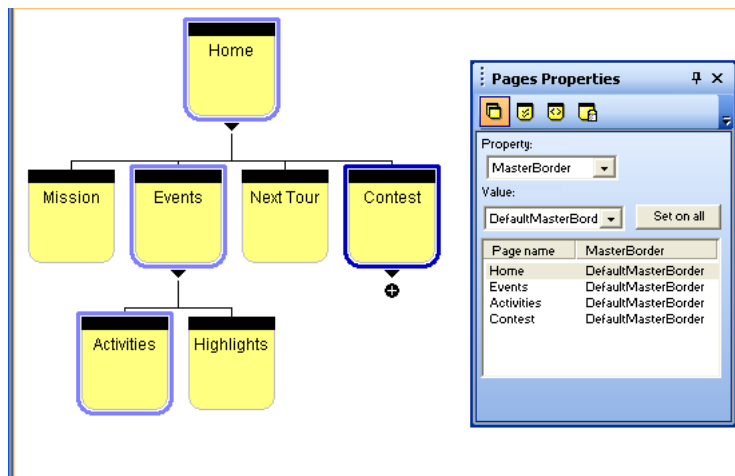 Home
Mission
Events
Next Tour
Contest
Activities
Highlights
Pages Properties
Property:
MasterBorder
Value:
DefaultMasterBord
Set on all
Page name MasterBorder
Home DefaultMasterBorder
Events DefaultMasterBorder
Activities DefaultMasterBorder
Contest DefaultMasterBorder